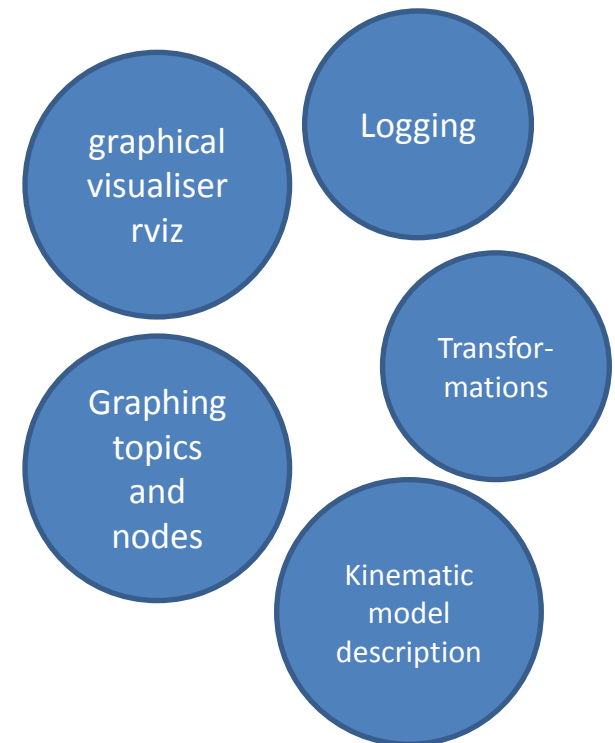 graphical
visualiser
rviz
Logging
Transfor-
mations
Graphing
topics
and
nodes
Kinematic
model
description